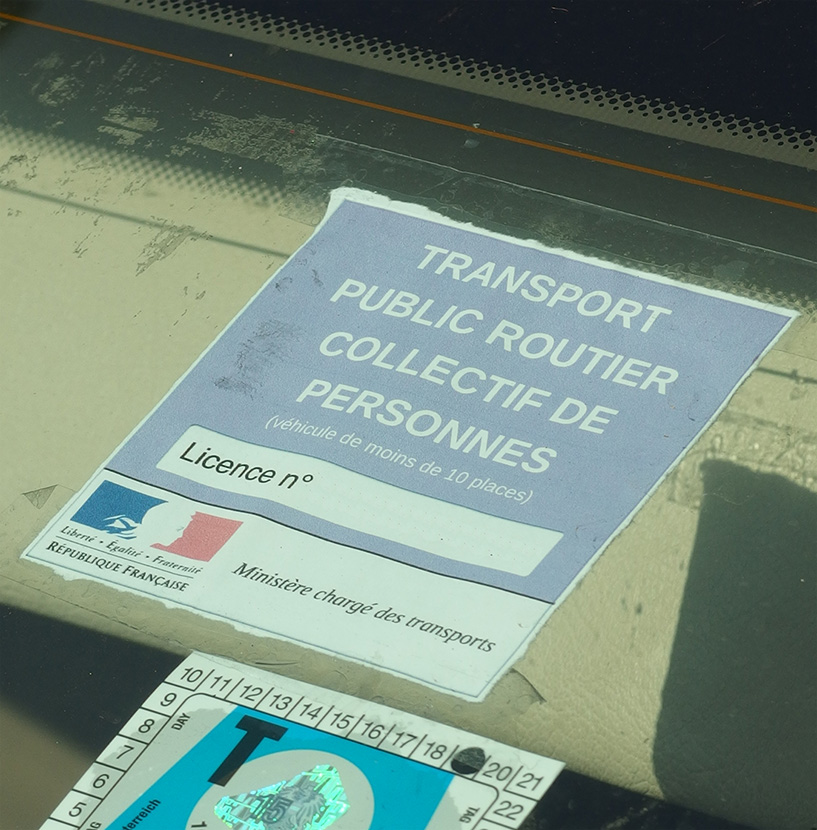 TRANSPORT
PUBLIC ROUTIER
COLLECTIF DE
PERSONNES
(véhicule de moins de 10 places)
Licence n°
Liberté • Égalité • Fraternité
RÉPUBLIQUE FRANÇAISE
Ministère chargé des transports
10 11 12 13 14 15 16 17 18 20 21
9 DAY T
8
7
6 22
5 TAG
15